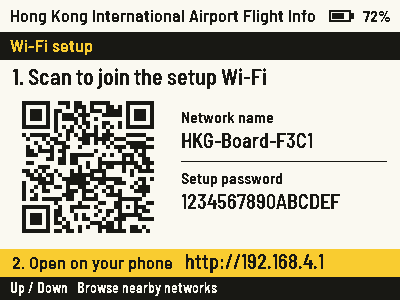 Hong Kong International Airport Flight Info 72%
Wi-Fi setup
1. Scan to join the setup Wi-Fi
Network name
HKG-Board-F3C1
Setup password
1234567890ABCDEF
2. Open on your phone http://192.168.4.1
Up / Down Browse nearby networks